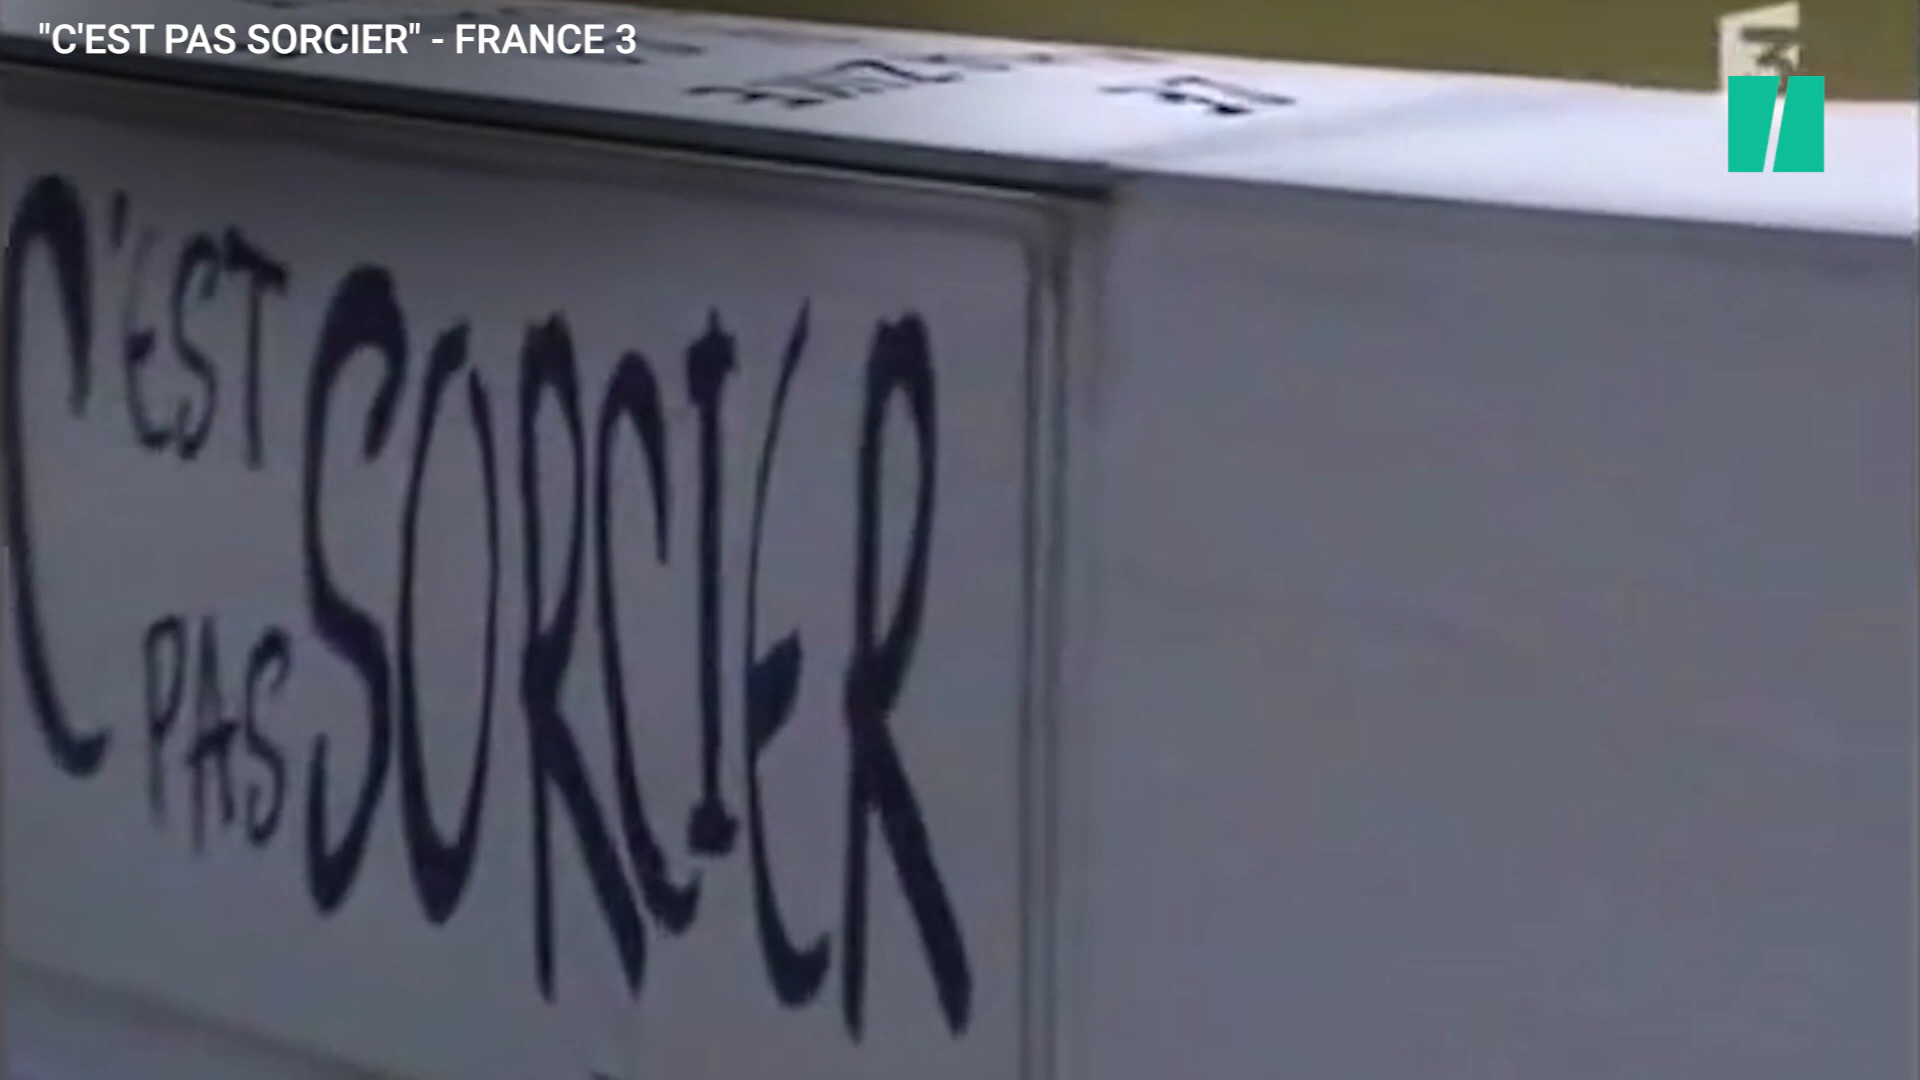 "C'EST PAS SORCIER" - FRANCE 3
C'EST
PAS SORCIER